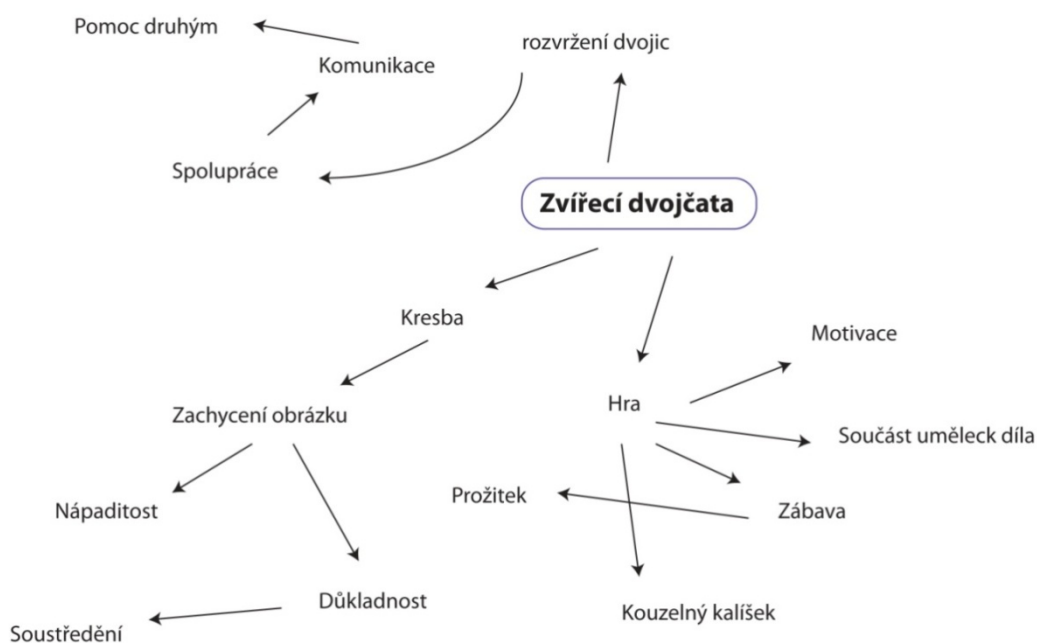 Pomoc druhým
rozvržení dvojic
Komunikace
Spolupráce
Zvířecí dvojčata
Kresba
Motivace
Hra
Zachycení obrázku
Součást uměleck díla
Prožitek
Nápaditost
Zábava
Důkladnost
Kouzelný kalíšek
Soustředění